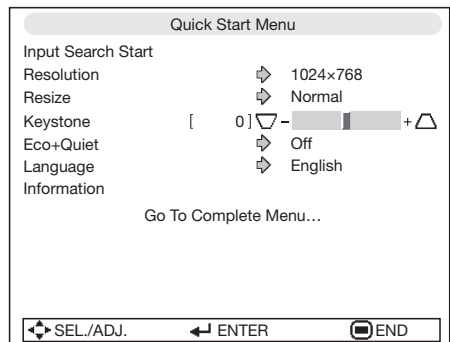 Quick Start Menu
Input Search Start
Resolution 1024×768
Resize Normal
Keystone [ 0 ] - +
Eco+Quiet Off
Language English
Information
Go To Complete Menu…
SEL./ADJ. ENTER END